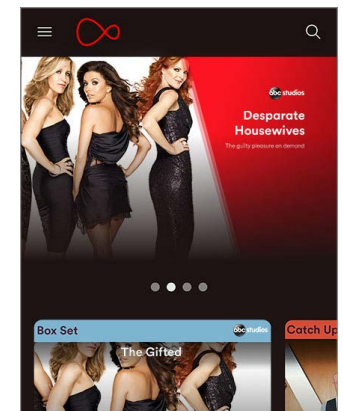 abc studios
Desparate
Housewives
The guilty pleasure on demand
Box Set
abc studios
Catch Up
The Gifted